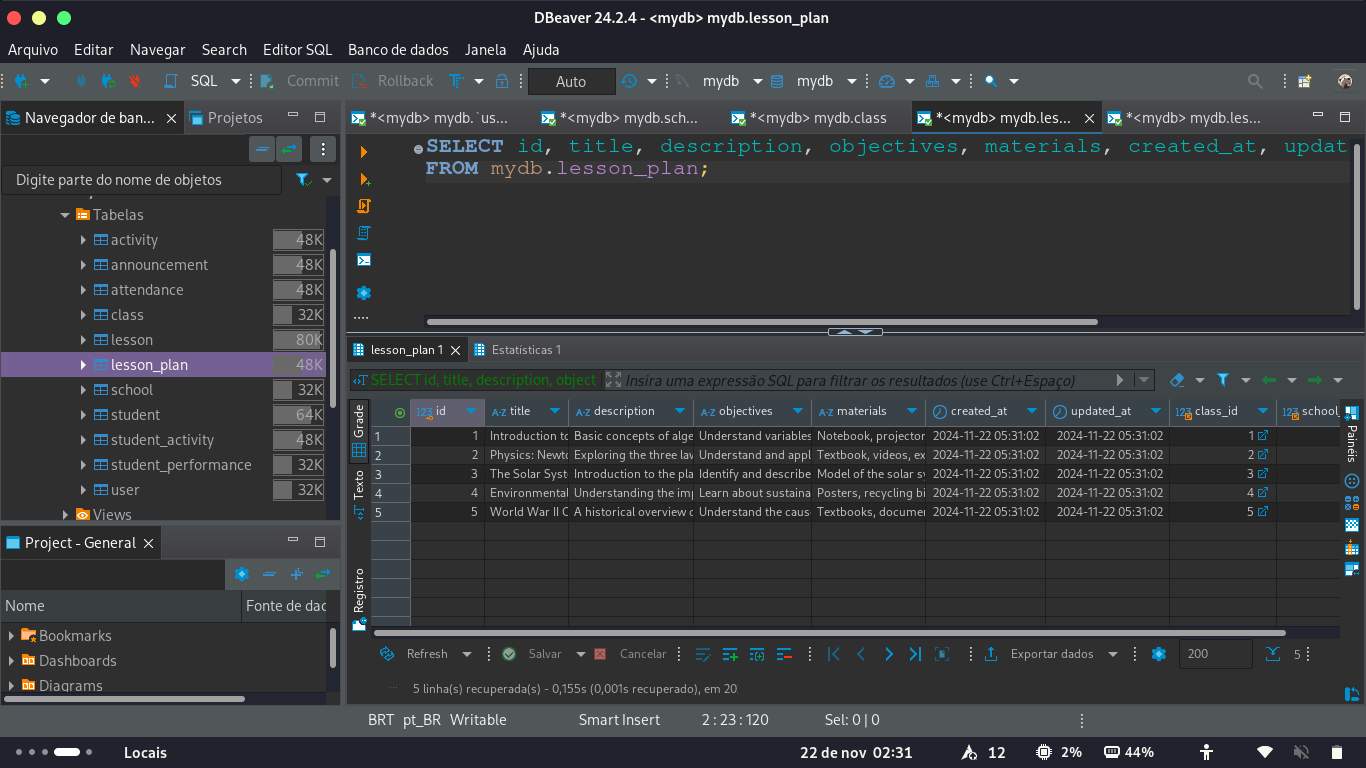 DBeaver 24.2.4 - <mydb> mydb.lesson_plan
Arquivo Editar Navegar Search Editor SQL Banco de dados Janela Ajuda
SQL Commit Rollback Auto mydb mydb
Navegador de ban... Projetos
Digite parte do nome de objetos
Tabelas
activity 48K
announcement 48K
attendance 48K
class 32K
lesson 80K
lesson_plan 48K
school 32K
student 64K
student_activity 48K
student_performance 32K
user 32K
Views
Project - General
Nome Fonte de dad
Bookmarks
Dashboards
Diagrams
*<mydb> mydb.`us... *<mydb> mydb.sch... *<mydb> mydb.class *<mydb> mydb.les... *<mydb> mydb.les...
SELECT id, title, description, objectives, materials, created_at, updat
FROM mydb.lesson_plan;
lesson_plan 1 Estatísticas 1
SELECT id, title, description, object Insira uma expressão SQL para filtrar os resultados (use Ctrl+Espaço)
Grade
Texto
Registro
123 id A-Z title A-Z description A-Z objectives A-Z materials created_at updated_at 123 class_id 123 school_
1 1 Introduction to Basic concepts of alge Understand variables Notebook, projector 2024-11-22 05:31:02 2024-11-22 05:31:02 1
2 2 Physics: Newto Exploring the three lav Understand and appl Textbook, videos, ex 2024-11-22 05:31:02 2024-11-22 05:31:02 2
3 3 The Solar Syst Introduction to the pla Identify and describe Model of the solar sy 2024-11-22 05:31:02 2024-11-22 05:31:02 3
4 4 Environmental Understanding the imp Learn about sustaina Posters, recycling bi 2024-11-22 05:31:02 2024-11-22 05:31:02 4
5 5 World War II C A historical overview o Understand the cause Textbooks, documen 2024-11-22 05:31:02 2024-11-22 05:31:02 5
Painéis
Refresh Salvar Cancelar Exportar dados 200 5
5 linha(s) recuperada(s) - 0,155s (0,001s recuperado), em 20
BRT pt_BR Writable Smart Insert 2 : 23 : 120 Sel: 0 | 0
Locais 22 de nov 02:31 12 2% 44%